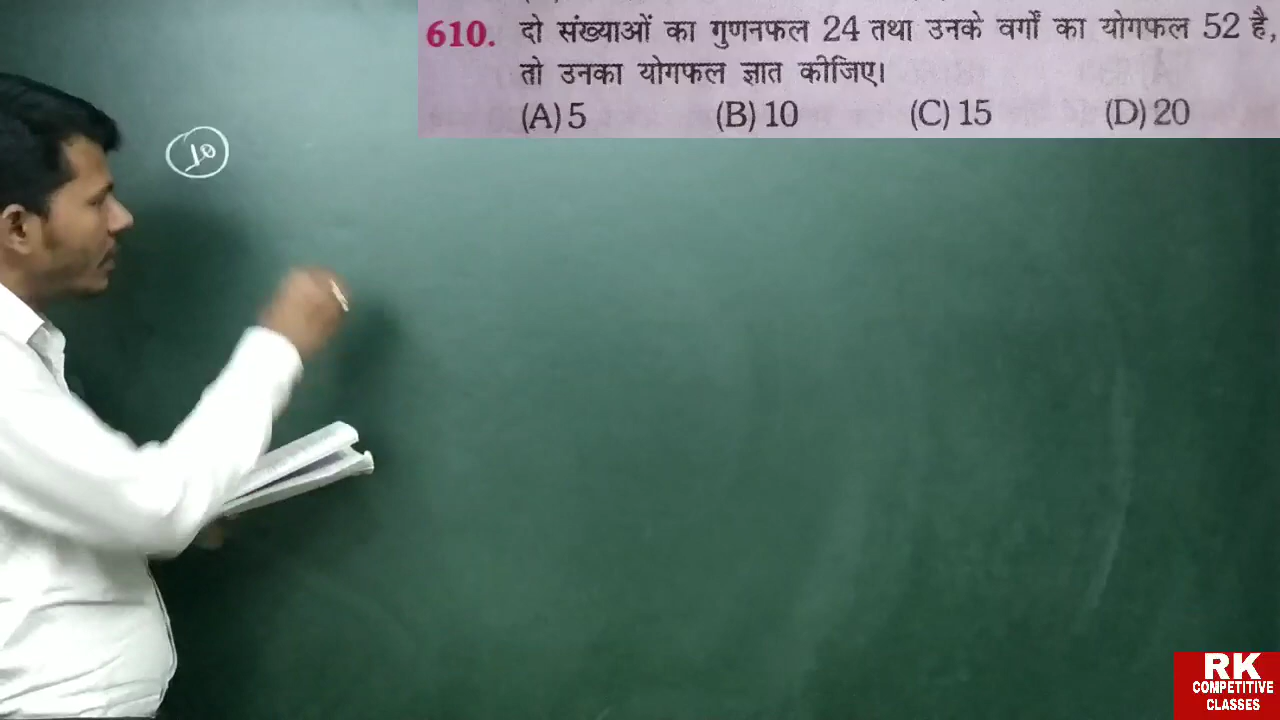 610. दो संख्याओं का गुणनफल 24 तथा उनके वर्गों का योगफल 52 है,
तो उनका योगफल ज्ञात कीजिए।
(A) 5 (B) 10 (C) 15 (D) 20
10
RK
COMPETITIVE
CLASSES